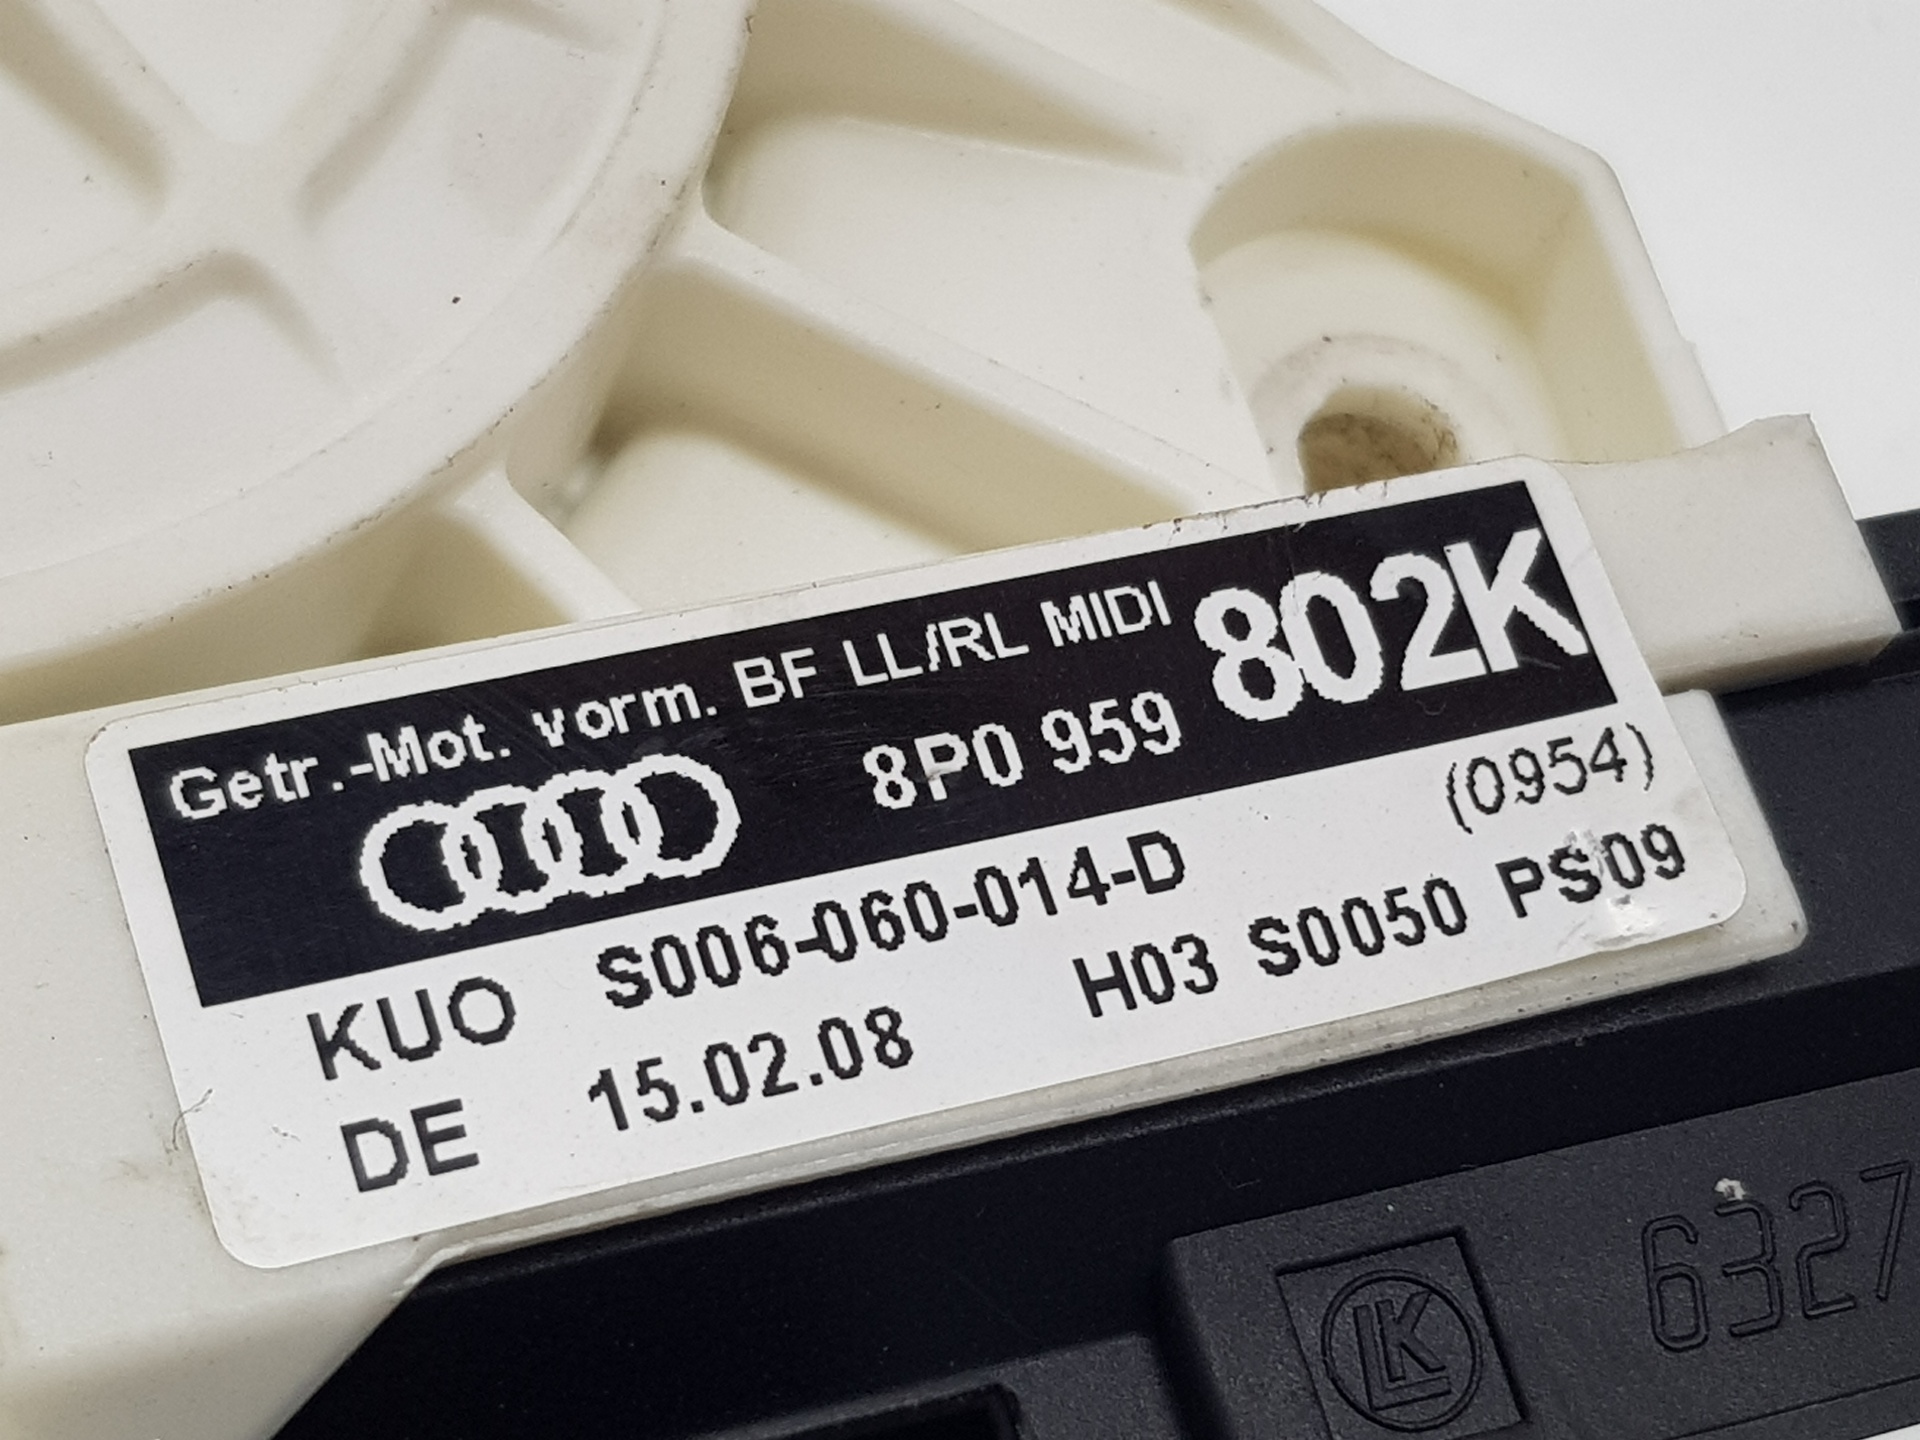 Getr.-Mot. vorm. BF LL/RL MIDI
8P0 959 802K
(0954)
KUO S006-060-014-D
H03 S0050 PS09
DE 15.02.08
LK 6327